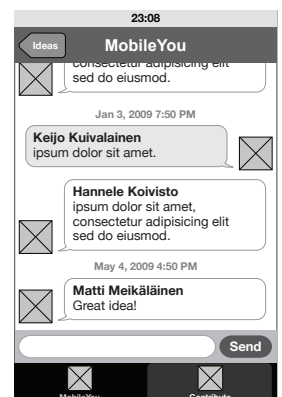 23:08
Ideas
MobileYou
consectetur adipisicing elit
sed do eiusmod.
Jan 3, 2009 7:50 PM
Keijo Kuivalainen
ipsum dolor sit amet.
Hannele Koivisto
ipsum dolor sit amet,
consectetur adipisicing elit
sed do eiusmod.
May 4, 2009 4:50 PM
Matti Meikäläinen
Great idea!
Send
MobileYou
Contribute